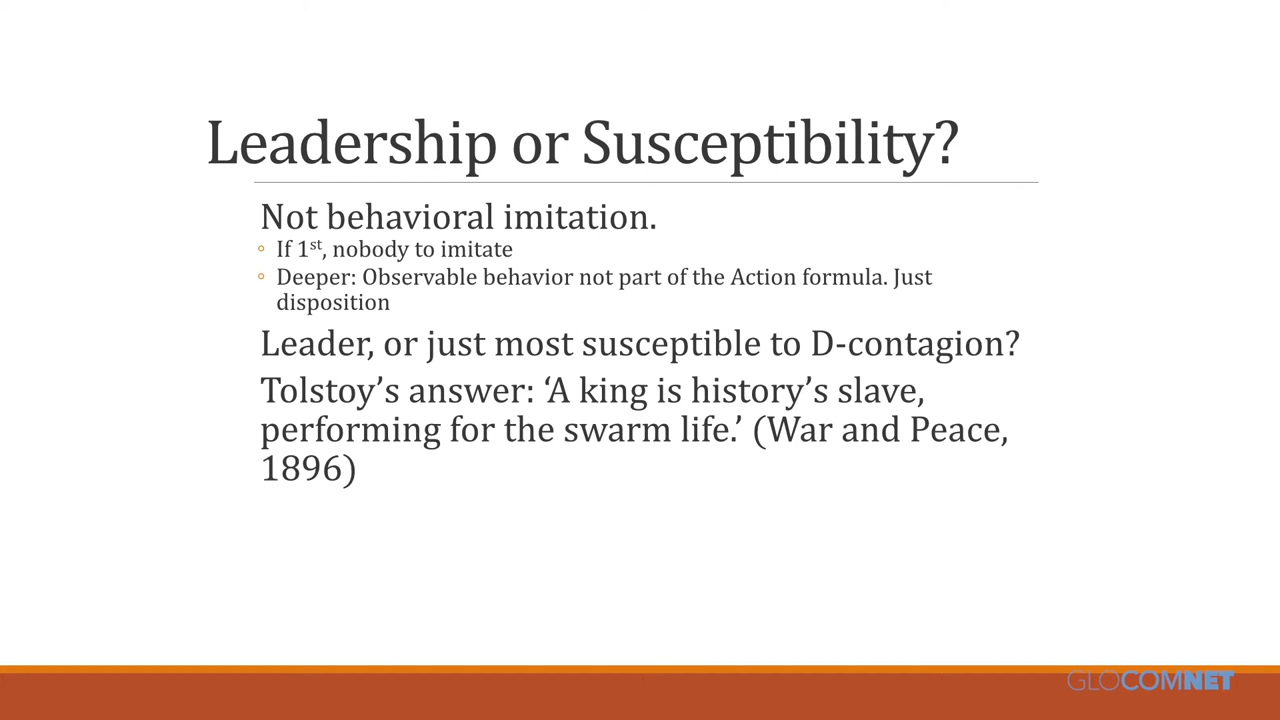 Leadership or Susceptibility?
Not behavioral imitation.
◦ If 1st, nobody to imitate
◦ Deeper: Observable behavior not part of the Action formula. Just
disposition
Leader, or just most susceptible to D-contagion?
Tolstoy’s answer: ‘A king is history’s slave,
performing for the swarm life.’ (War and Peace,
1896)
GLOCOMNET